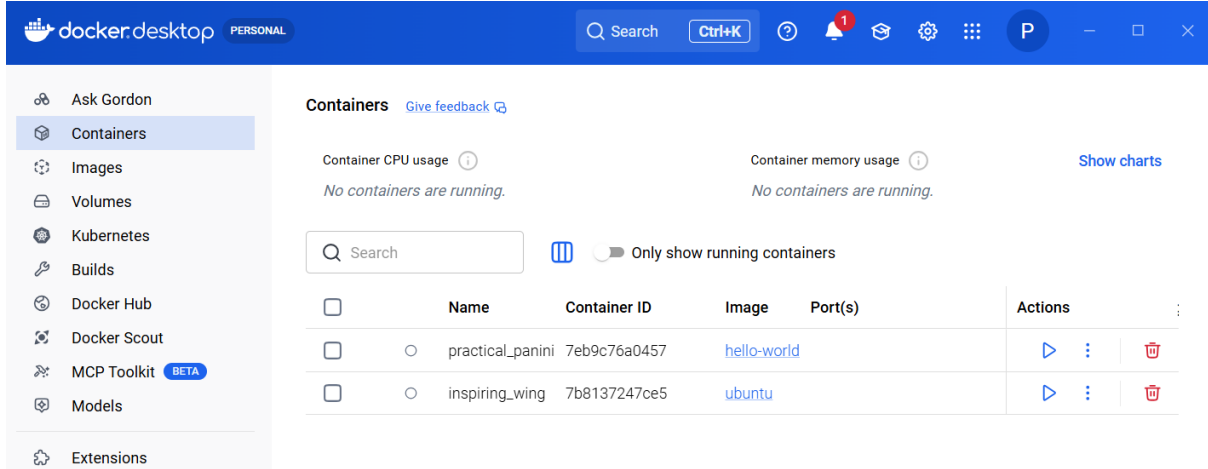 docker.desktop PERSONAL Search Ctrl+K 1 P
Ask Gordon
Containers
Images
Volumes
Kubernetes
Builds
Docker Hub
Docker Scout
MCP Toolkit BETA
Models
Extensions
Containers Give feedback
Container CPU usage Container memory usage Show charts
No containers are running. No containers are running.
Search Only show running containers
Name Container ID Image Port(s) Actions
practical_panini 7eb9c76a0457 hello-world
inspiring_wing 7b8137247ce5 ubuntu